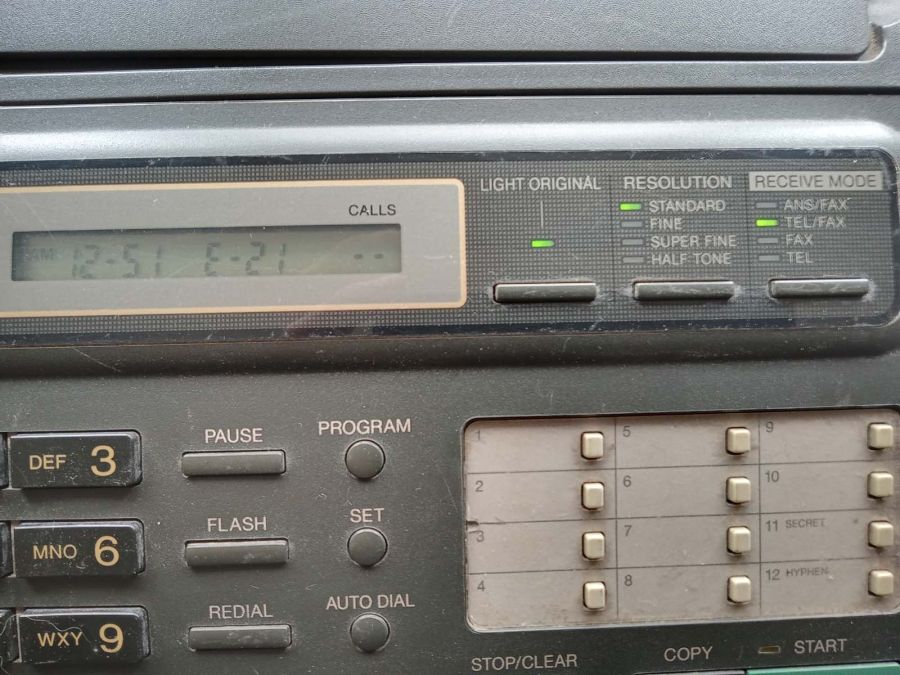 CALLS
AM 12-51 E-21 --
LIGHT ORIGINAL
RESOLUTION
STANDARD
FINE
SUPER FINE
HALF TONE
RECEIVE MODE
ANS/FAX
TEL/FAX
FAX
TEL
DEF 3
PAUSE
PROGRAM
MNO 6
FLASH
SET
WXY 9
REDIAL
AUTO DIAL
1
2
3
4
5
6
7
8
9
10
11 SECRET
12 HYPHEN
STOP/CLEAR
COPY
START